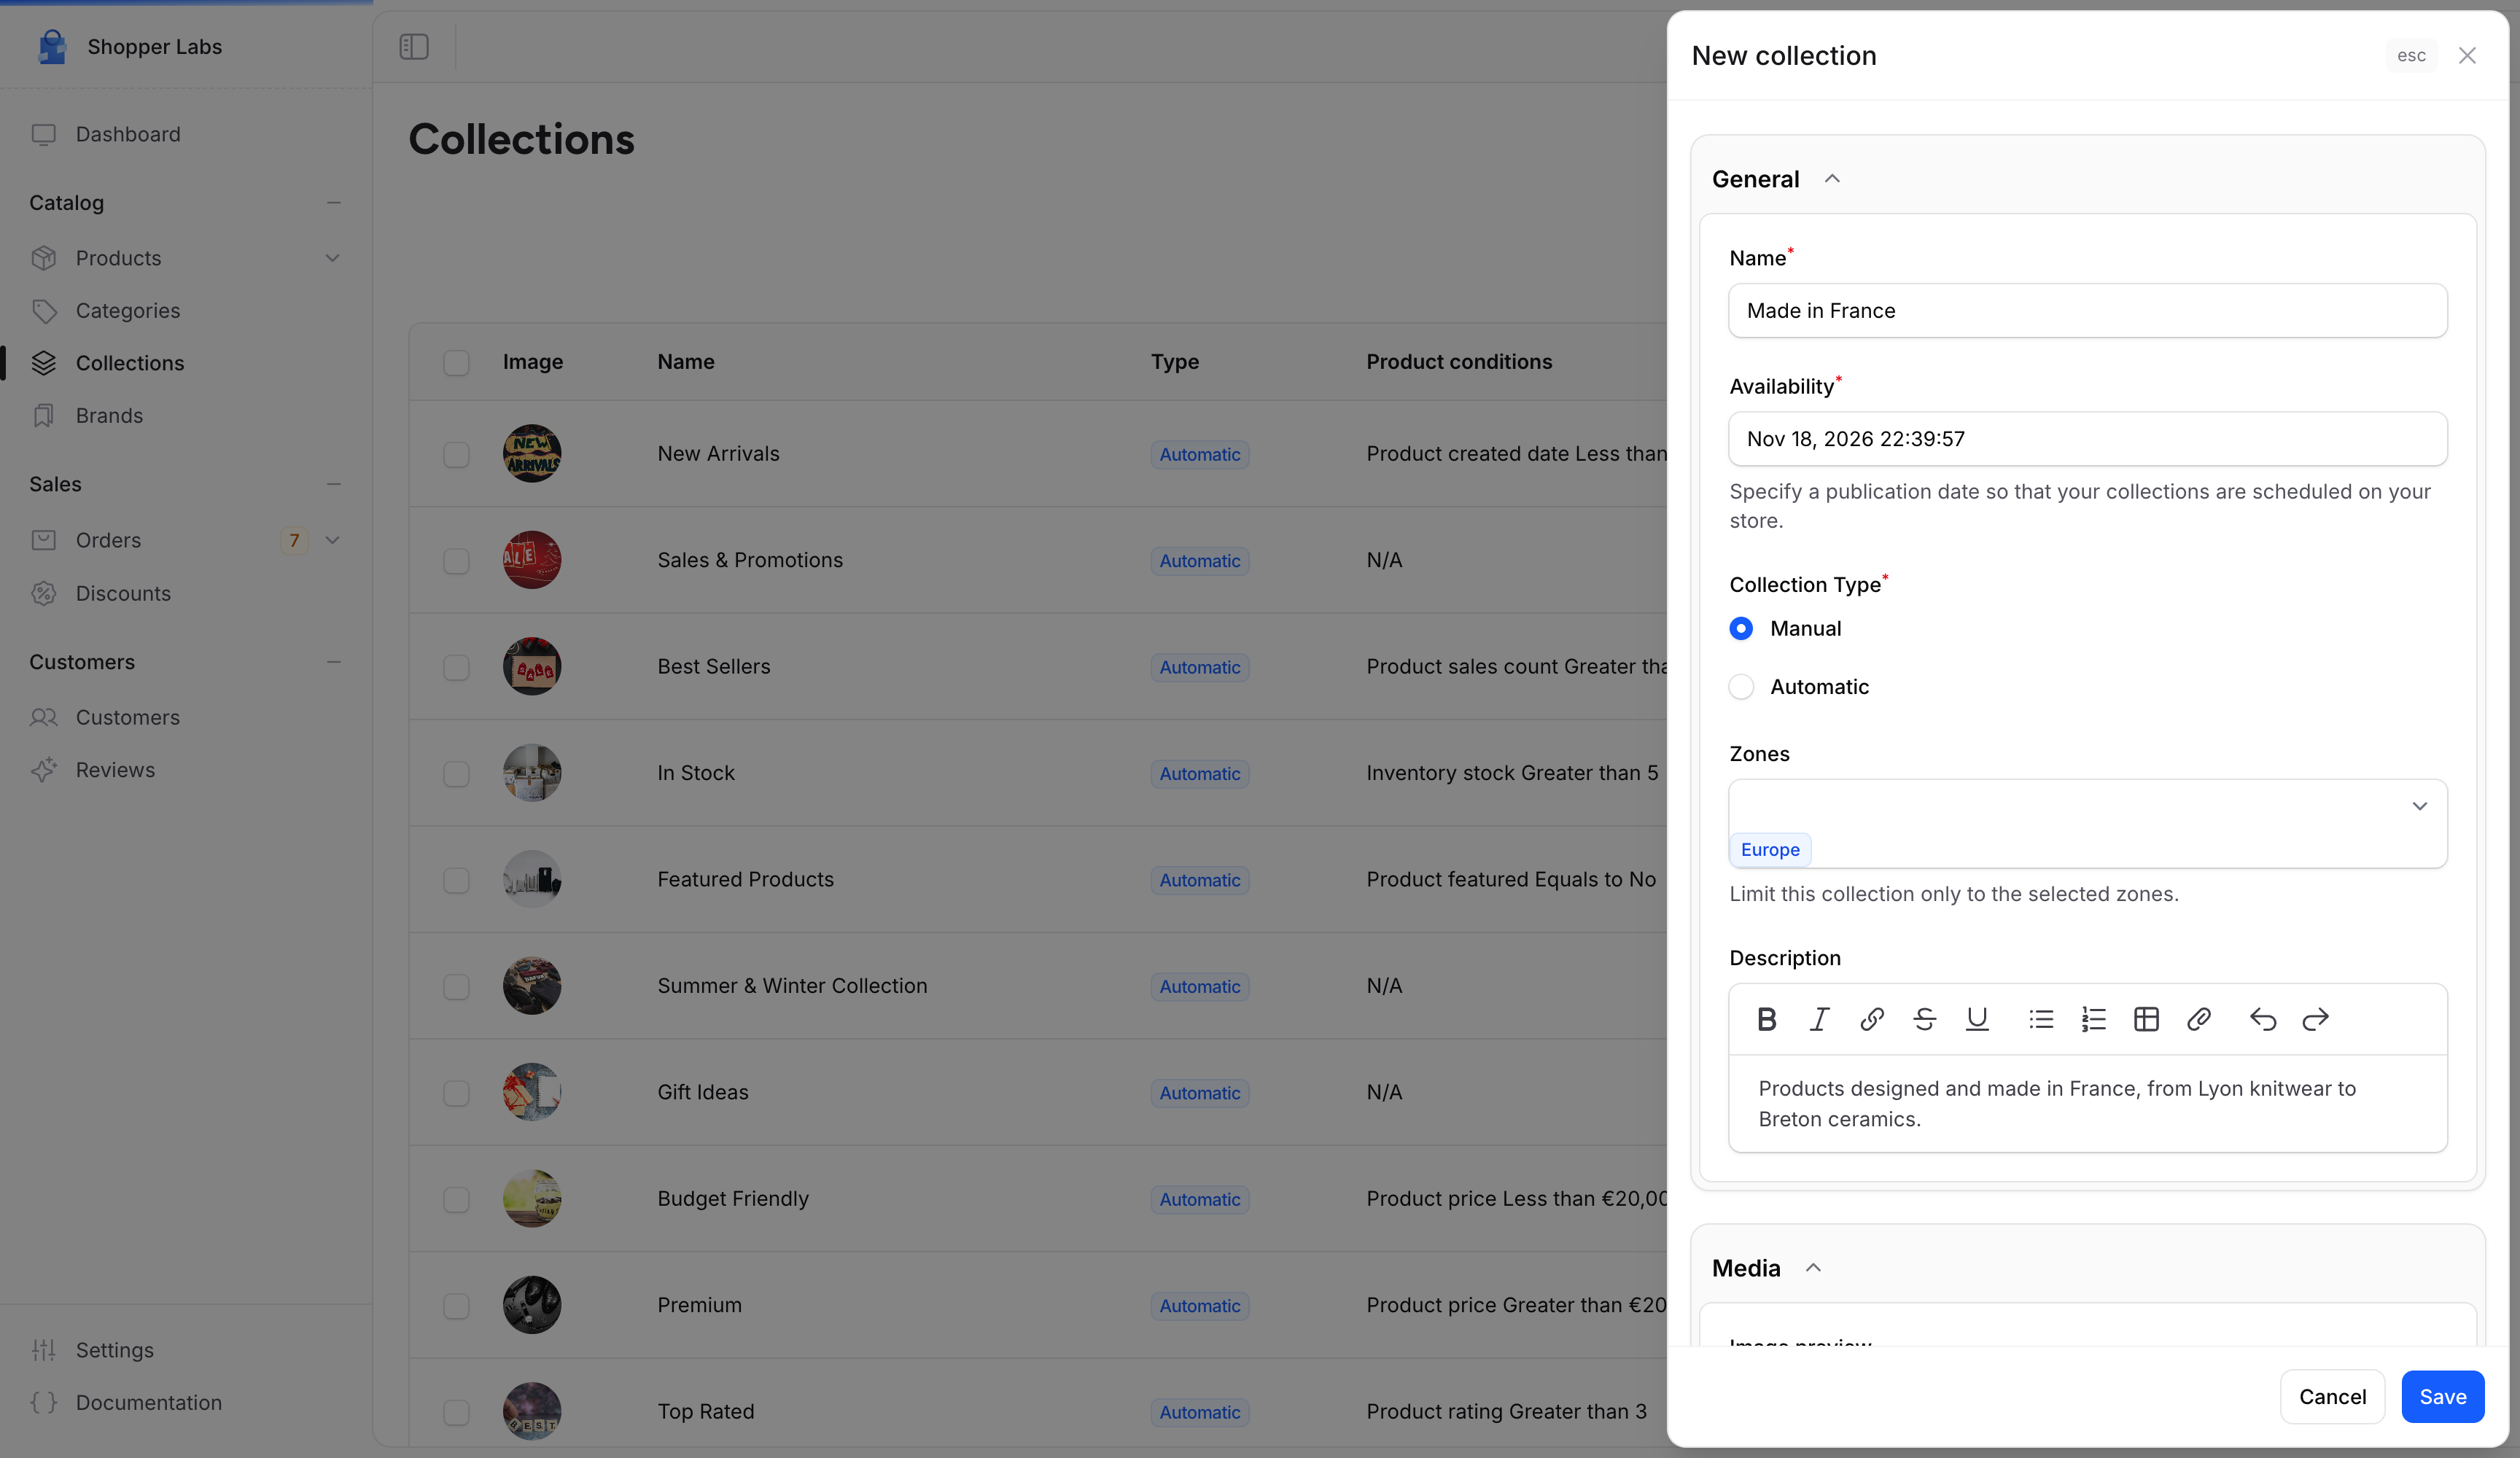 Shopper Labs
Dashboard
Catalog
Products
Categories
Collections
Brands
Sales
Orders
7
Discounts
Customers
Customers
Reviews
Settings
Documentation
Collections
Image Name Type Product conditions
NEW ARRIVALS New Arrivals Automatic Product created date Less than
Sales & Promotions Automatic N/A
SALE Best Sellers Automatic Product sales count Greater tha
In Stock Automatic Inventory stock Greater than 5
Featured Products Automatic Product featured Equals to No
Summer & Winter Collection Automatic N/A
Gift Ideas Automatic N/A
Budget Friendly Automatic Product price Less than €20,00
Premium Automatic Product price Greater than €20
BEST Top Rated Automatic Product rating Greater than 3
New collection
esc
General
Name*
Made in France
Availability*
Nov 18, 2026 22:39:57
Specify a publication date so that your collections are scheduled on your
store.
Collection Type*
Manual
Automatic
Zones
Europe
Limit this collection only to the selected zones.
Description
Products designed and made in France, from Lyon knitwear to
Breton ceramics.
Media
Image preview
Cancel
Save